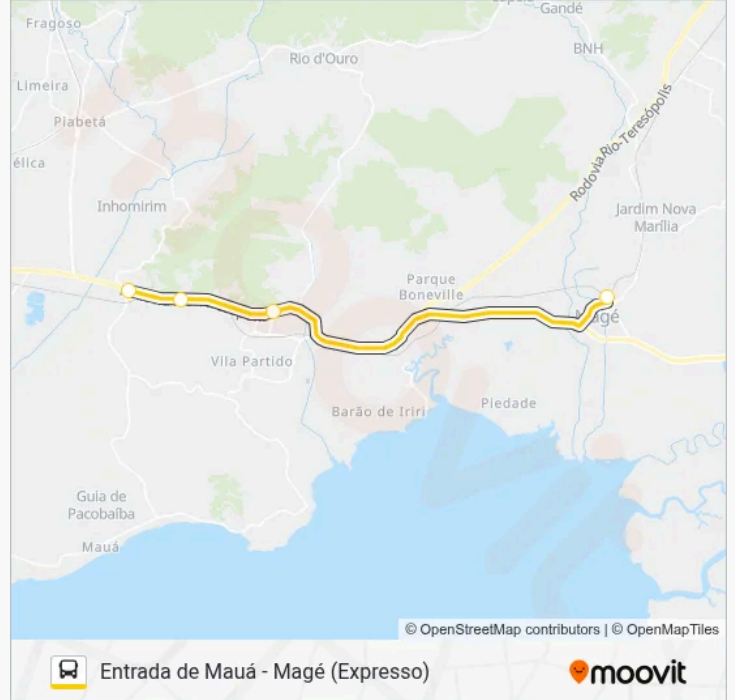 Fragoso
Gandé
BNH
Rio d'Ouro
Limeira
Piabetá
élica
Rodovia Rio-Teresópolis
Inhomirim
Jardim Nova
Marília
Parque
Boneville
Magé
Vila Partido
Barão de Iriri
Piedade
Guia de
Pacobaíba
Mauá
© OpenStreetMap contributors | © OpenMapTiles
Entrada de Mauá - Magé (Expresso)
moovit